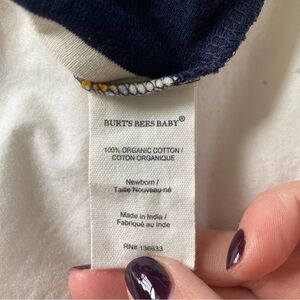 BURT'S BEES BABY®
100% ORGANIC COTTON /
COTON ORGANIQUE
Newborn /
Taille Nouveau-né
Made in India /
Fabriqué au Inde
RN# 136633